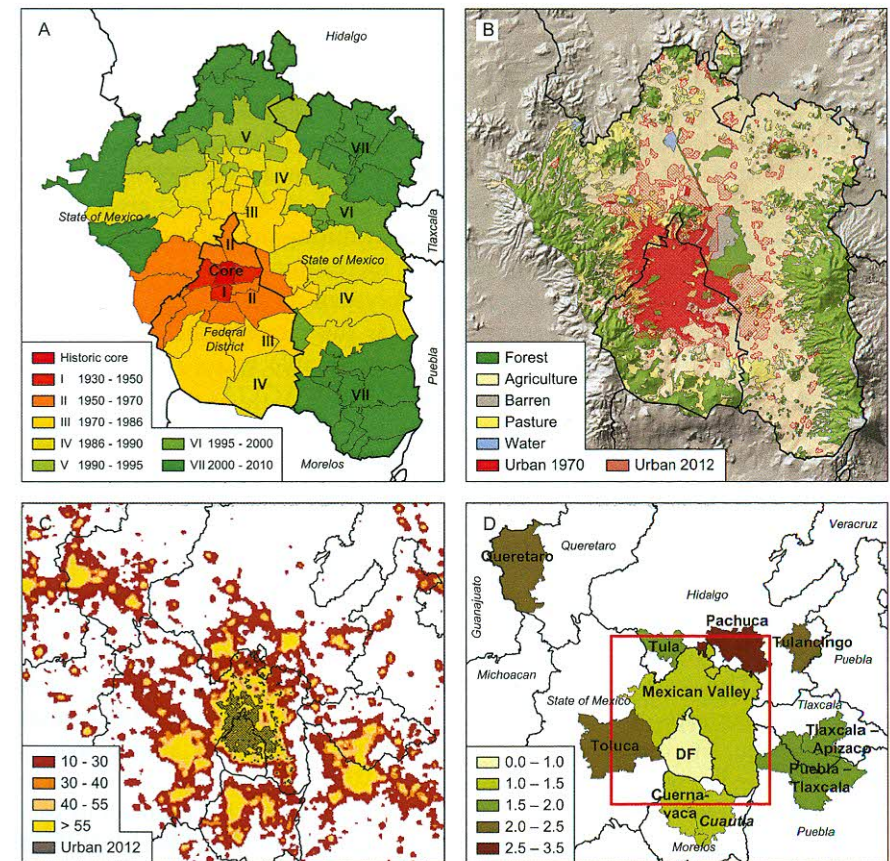 A
Hidalgo
V
VII
IV
III
VI
State of Mexico
Tlaxcala
II
State of Mexico
Core
I
II
IV
Federal
District
III
Puebla
IV
VII
Morelos
Historic core
I 1930 - 1950
II 1950 - 1970
III 1970 - 1986
IV 1986 - 1990
V 1990 - 1995
VI 1995 - 2000
VII 2000 - 2010
B
Forest
Agriculture
Barren
Pasture
Water
Urban 1970
Urban 2012
C
10 - 30
30 - 40
40 - 55
> 55
Urban 2012
D
Veracruz
Queretaro
Queretaro
Guanajuato
Hidalgo
Pachuca
Tula
Tulancingo
Puebla
Michoacan
Mexican Valley
State of Mexico
Tlaxcala
Tlaxcala –
Apizaco
Toluca
DF
Puebla –
Tlaxcala
Cuerna-
vaca
Cuautla
Morelos
Puebla
0.0 – 1.0
1.0 – 1.5
1.5 – 2.0
2.0 – 2.5
2.5 – 3.5